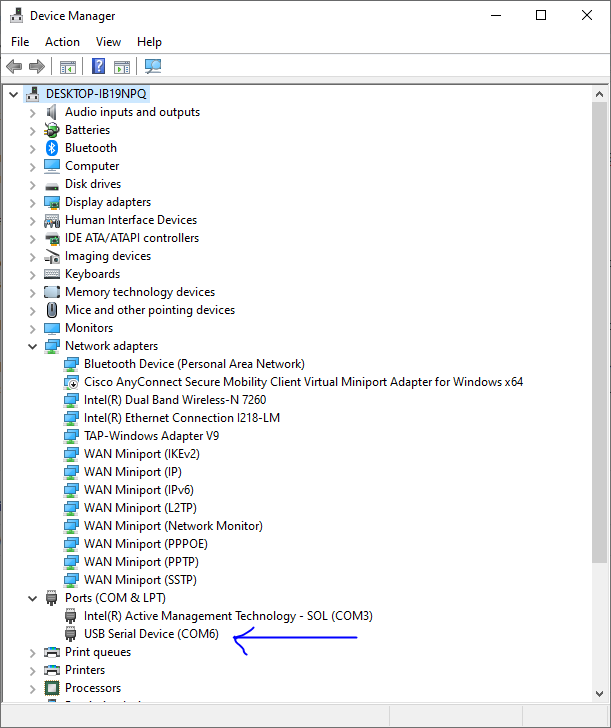 Device Manager
File Action View Help
DESKTOP-IB19NPQ
Audio inputs and outputs
Batteries
Bluetooth
Computer
Disk drives
Display adapters
Human Interface Devices
IDE ATA/ATAPI controllers
Imaging devices
Keyboards
Memory technology devices
Mice and other pointing devices
Monitors
Network adapters
Bluetooth Device (Personal Area Network)
Cisco AnyConnect Secure Mobility Client Virtual Miniport Adapter for Windows x64
Intel(R) Dual Band Wireless-N 7260
Intel(R) Ethernet Connection I218-LM
TAP-Windows Adapter V9
WAN Miniport (IKEv2)
WAN Miniport (IP)
WAN Miniport (IPv6)
WAN Miniport (L2TP)
WAN Miniport (Network Monitor)
WAN Miniport (PPPOE)
WAN Miniport (PPTP)
WAN Miniport (SSTP)
Ports (COM & LPT)
Intel(R) Active Management Technology - SOL (COM3)
USB Serial Device (COM6)
Print queues
Printers
Processors